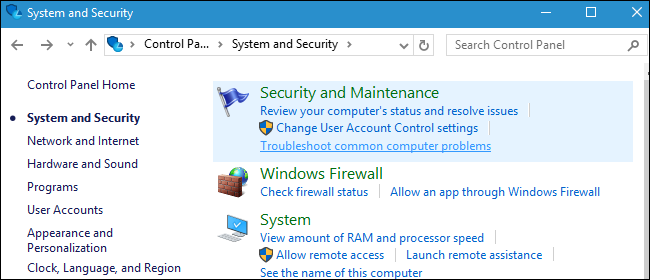 System and Security
Control Pa... System and Security
Search Control Panel
Control Panel Home
System and Security
Network and Internet
Hardware and Sound
Programs
User Accounts
Appearance and
Personalization
Clock, Language, and Region
Security and Maintenance
Review your computer's status and resolve issues
Change User Account Control settings
Troubleshoot common computer problems
Windows Firewall
Check firewall status Allow an app through Windows Firewall
System
View amount of RAM and processor speed
Allow remote access Launch remote assistance
See the name of this computer